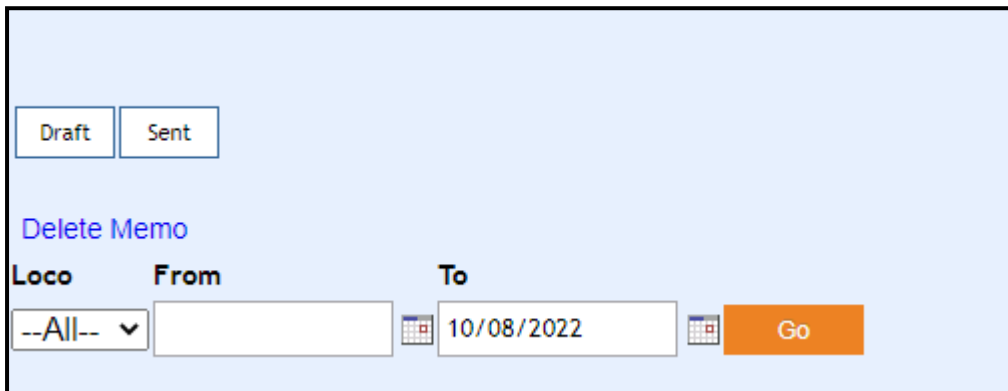 Draft Sent
Delete Memo
Loco From To
--All-- 10/08/2022 Go